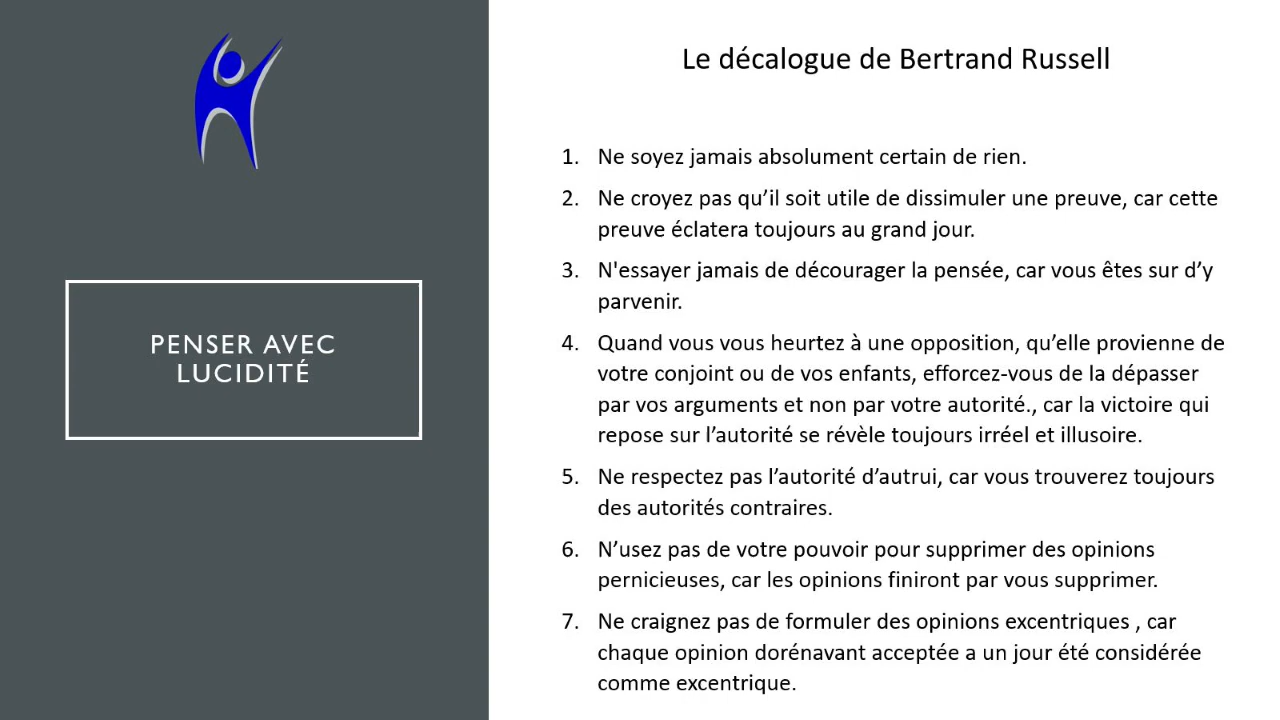 PENSER AVEC
LUCIDITÉ
Le décalogue de Bertrand Russell
1. Ne soyez jamais absolument certain de rien.
2. Ne croyez pas qu’il soit utile de dissimuler une preuve, car cette
preuve éclatera toujours au grand jour.
3. N'essayer jamais de décourager la pensée, car vous êtes sur d’y
parvenir.
4. Quand vous vous heurtez à une opposition, qu’elle provienne de
votre conjoint ou de vos enfants, efforcez-vous de la dépasser
par vos arguments et non par votre autorité., car la victoire qui
repose sur l’autorité se révèle toujours irréel et illusoire.
5. Ne respectez pas l’autorité d’autrui, car vous trouverez toujours
des autorités contraires.
6. N’usez pas de votre pouvoir pour supprimer des opinions
pernicieuses, car les opinions finiront par vous supprimer.
7. Ne craignez pas de formuler des opinions excentriques , car
chaque opinion dorénavant acceptée a un jour été considérée
comme excentrique.